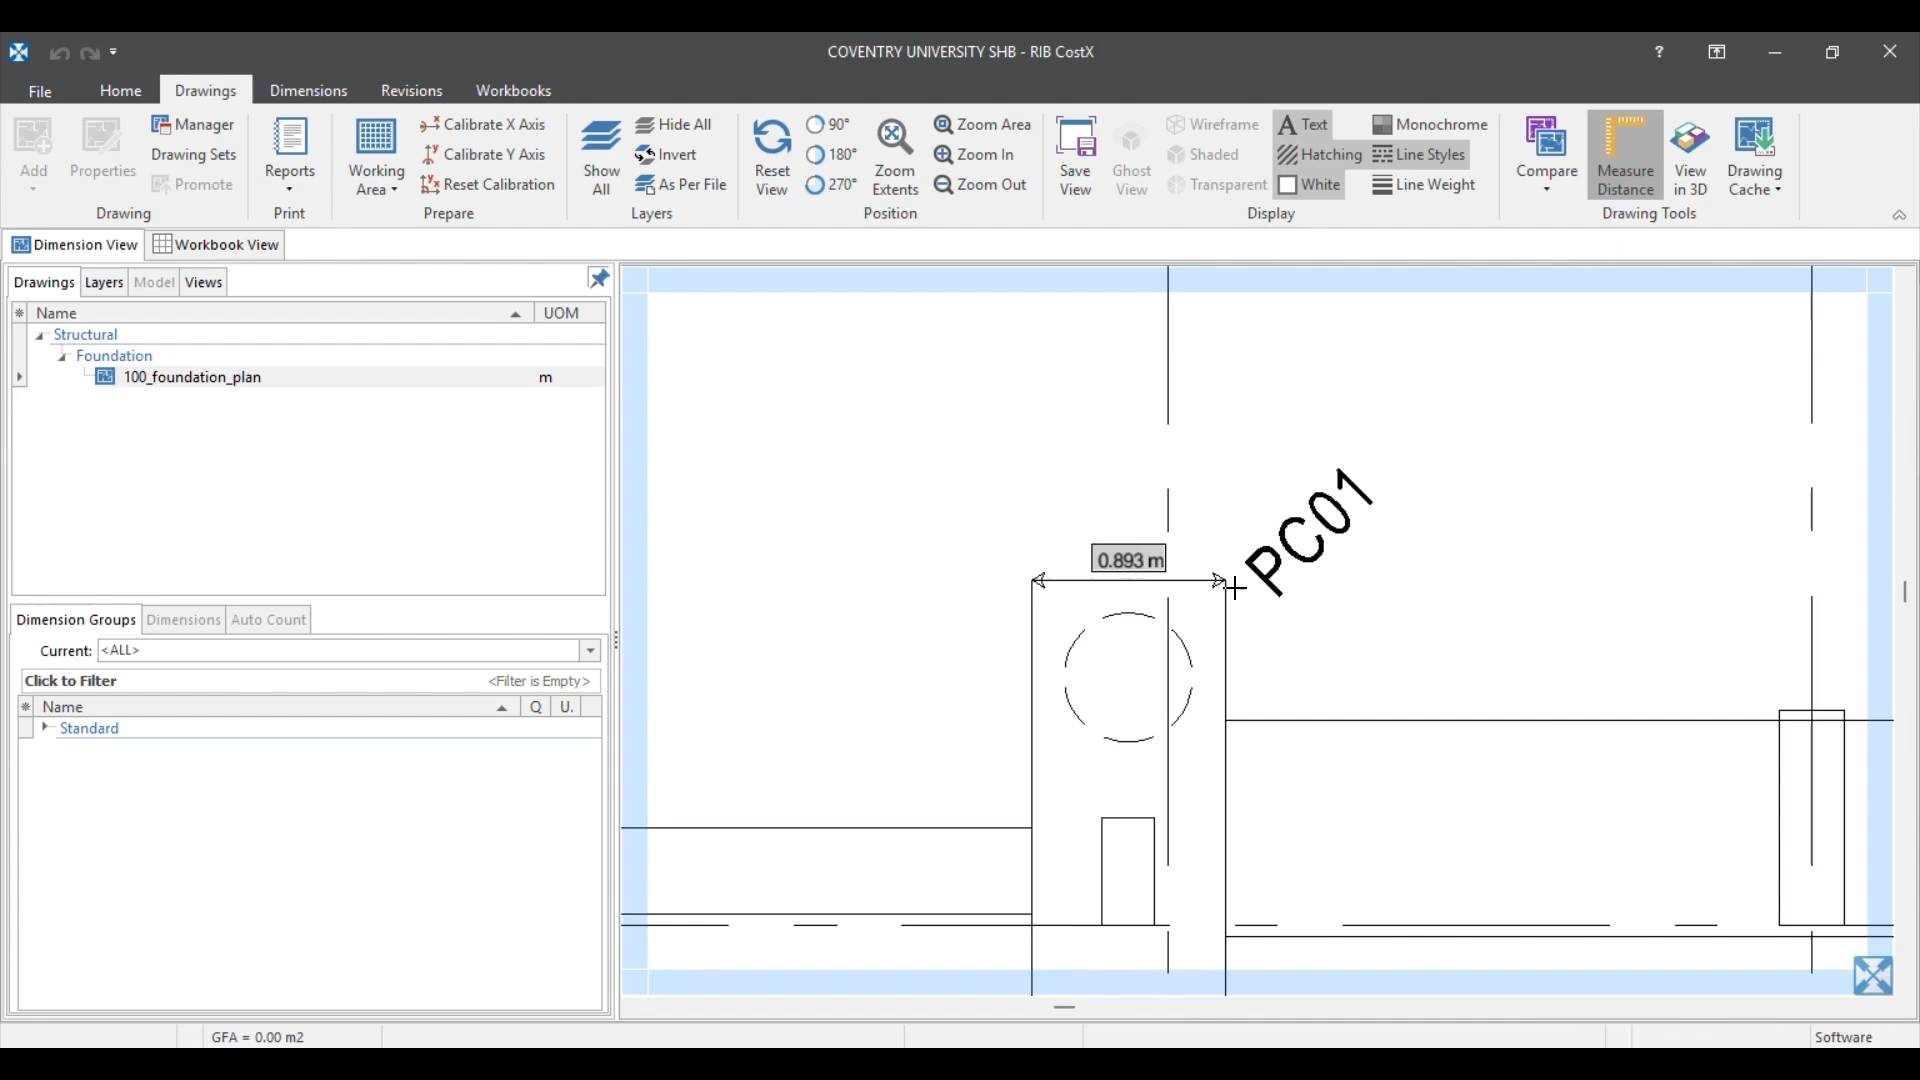 COVENTRY UNIVERSITY SHB - RIB CostX
?
File Home Drawings Dimensions Revisions Workbooks
Add
Properties
Manager
Drawing Sets
Promote
Drawing
Reports
Print
Working
Area
Calibrate X Axis
Calibrate Y Axis
Reset Calibration
Prepare
Show
All
Hide All
Invert
As Per File
Layers
Reset
View
90°
180°
270°
Zoom
Extents
Zoom Area
Zoom In
Zoom Out
Position
Save
View
Ghost
View
Wireframe
Shaded
Transparent
Text
Hatching
White
Monochrome
Line Styles
Line Weight
Display
Compare
Measure
Distance
View
in 3D
Drawing
Cache
Drawing Tools
Dimension View Workbook View
Drawings Layers Model Views
Name UOM
Structural
Foundation
100_foundation_plan m
Dimension Groups Dimensions Auto Count
Current: <ALL>
Click to Filter <Filter is Empty>
Name Q U.
Standard
PC01
0.893 m
GFA = 0.00 m2
Software